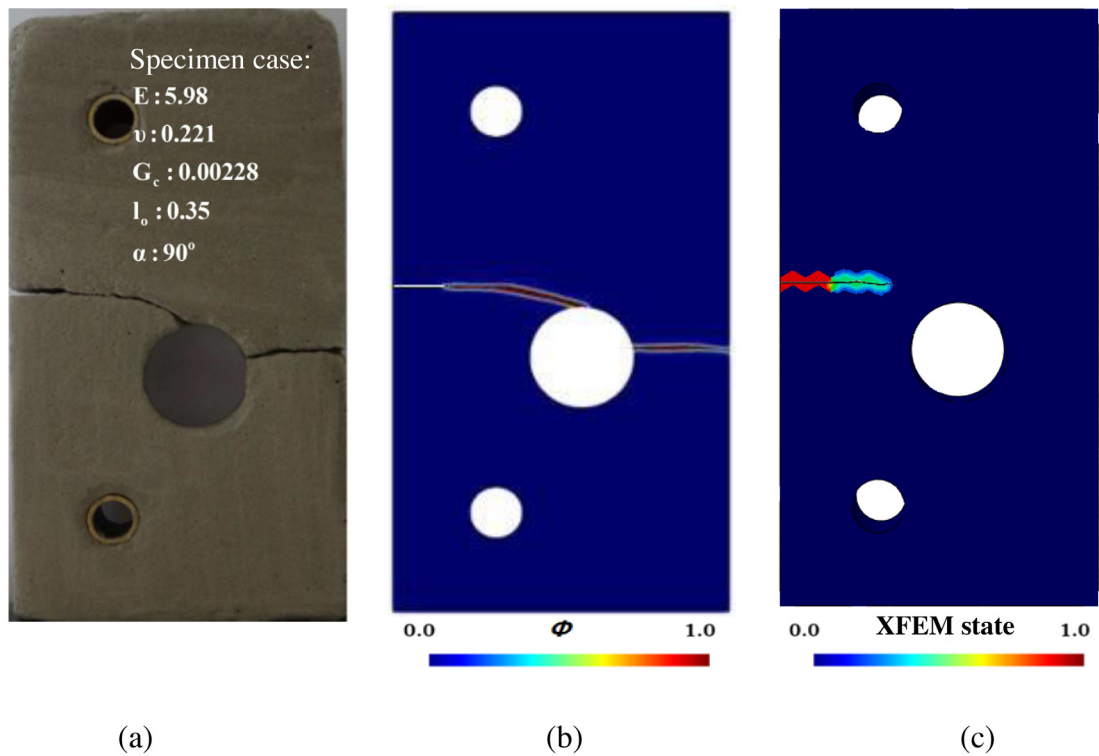 Specimen case:
E : 5.98
υ : 0.221
G_c : 0.00228
l_o : 0.35
α : 90°
0.0 Φ 1.0
0.0 XFEM state 1.0
(a) (b) (c)